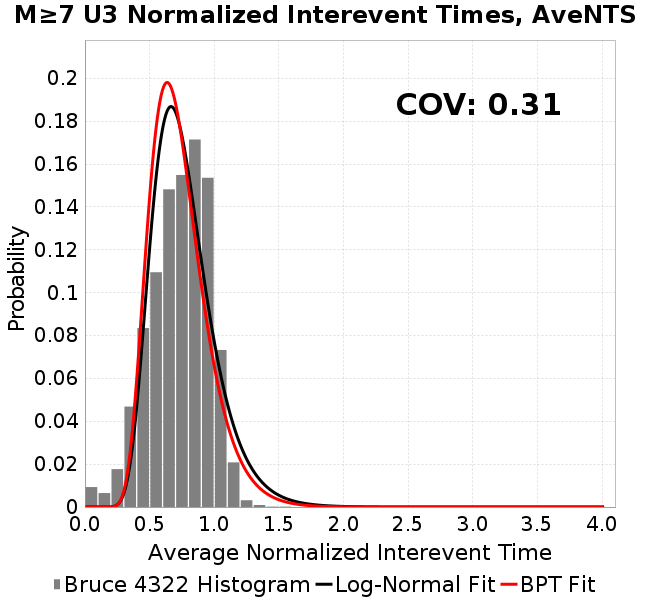 M≥7 U3 Normalized Interevent Times, AveNTS
COV: 0.31
0.2
0.18
0.16
0.14
0.12
0.1
0.08
0.06
0.04
0.02
0
Probability
0.0 0.5 1.0 1.5 2.0 2.5 3.0 3.5 4.0
Average Normalized Interevent Time
Bruce 4322 Histogram Log-Normal Fit BPT Fit